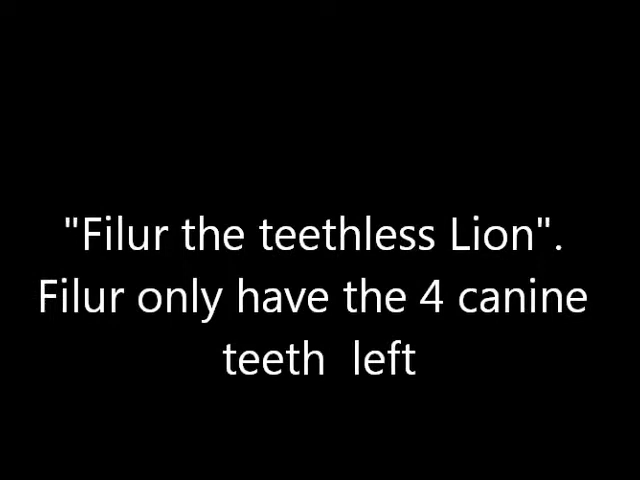 "Filur the teethless Lion".
Filur only have the 4 canine
teeth  left